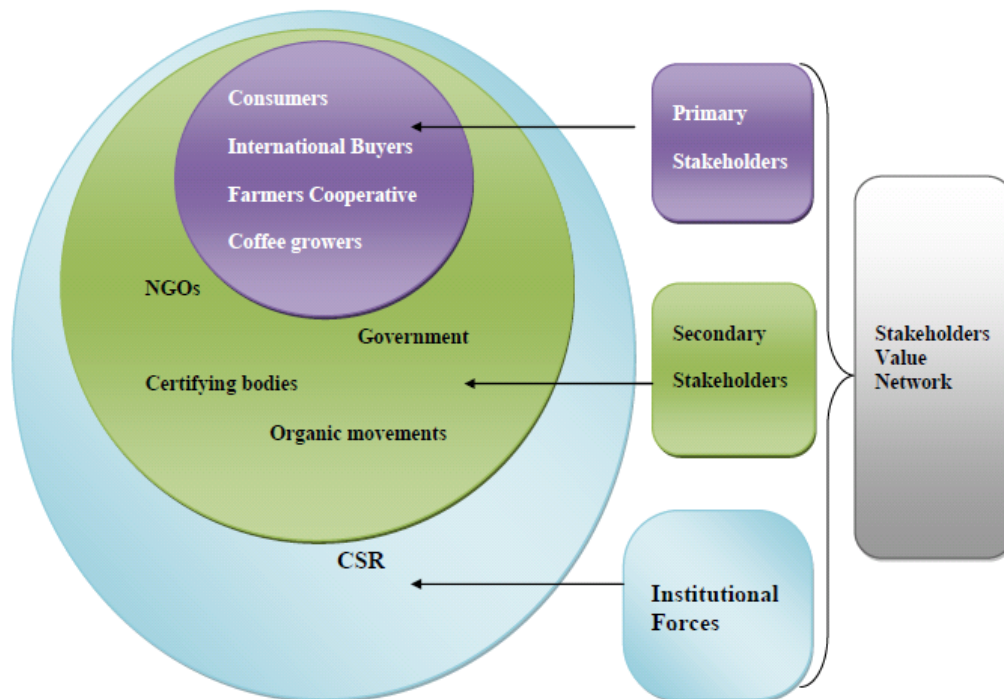 Consumers
International Buyers
Farmers Cooperative
Coffee growers
NGOs
Government
Certifying bodies
Organic movements
CSR
Primary
Stakeholders
Secondary
Stakeholders
Institutional
Forces
Stakeholders
Value
Network